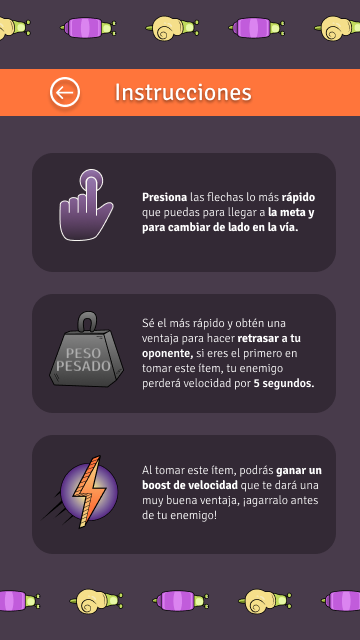 Instrucciones
Presiona las flechas lo más rápido
que puedas para llegar a la meta y
para cambiar de lado en la vía.
PESO
PESADO
Sé el más rápido y obtén una
ventaja para hacer retrasar a tu
oponente, si eres el primero en
tomar este ítem, tu enemigo
perderá velocidad por 5 segundos.
Al tomar este ítem, podrás ganar un
boost de velocidad que te dará una
muy buena ventaja, ¡agarralo antes
de tu enemigo!